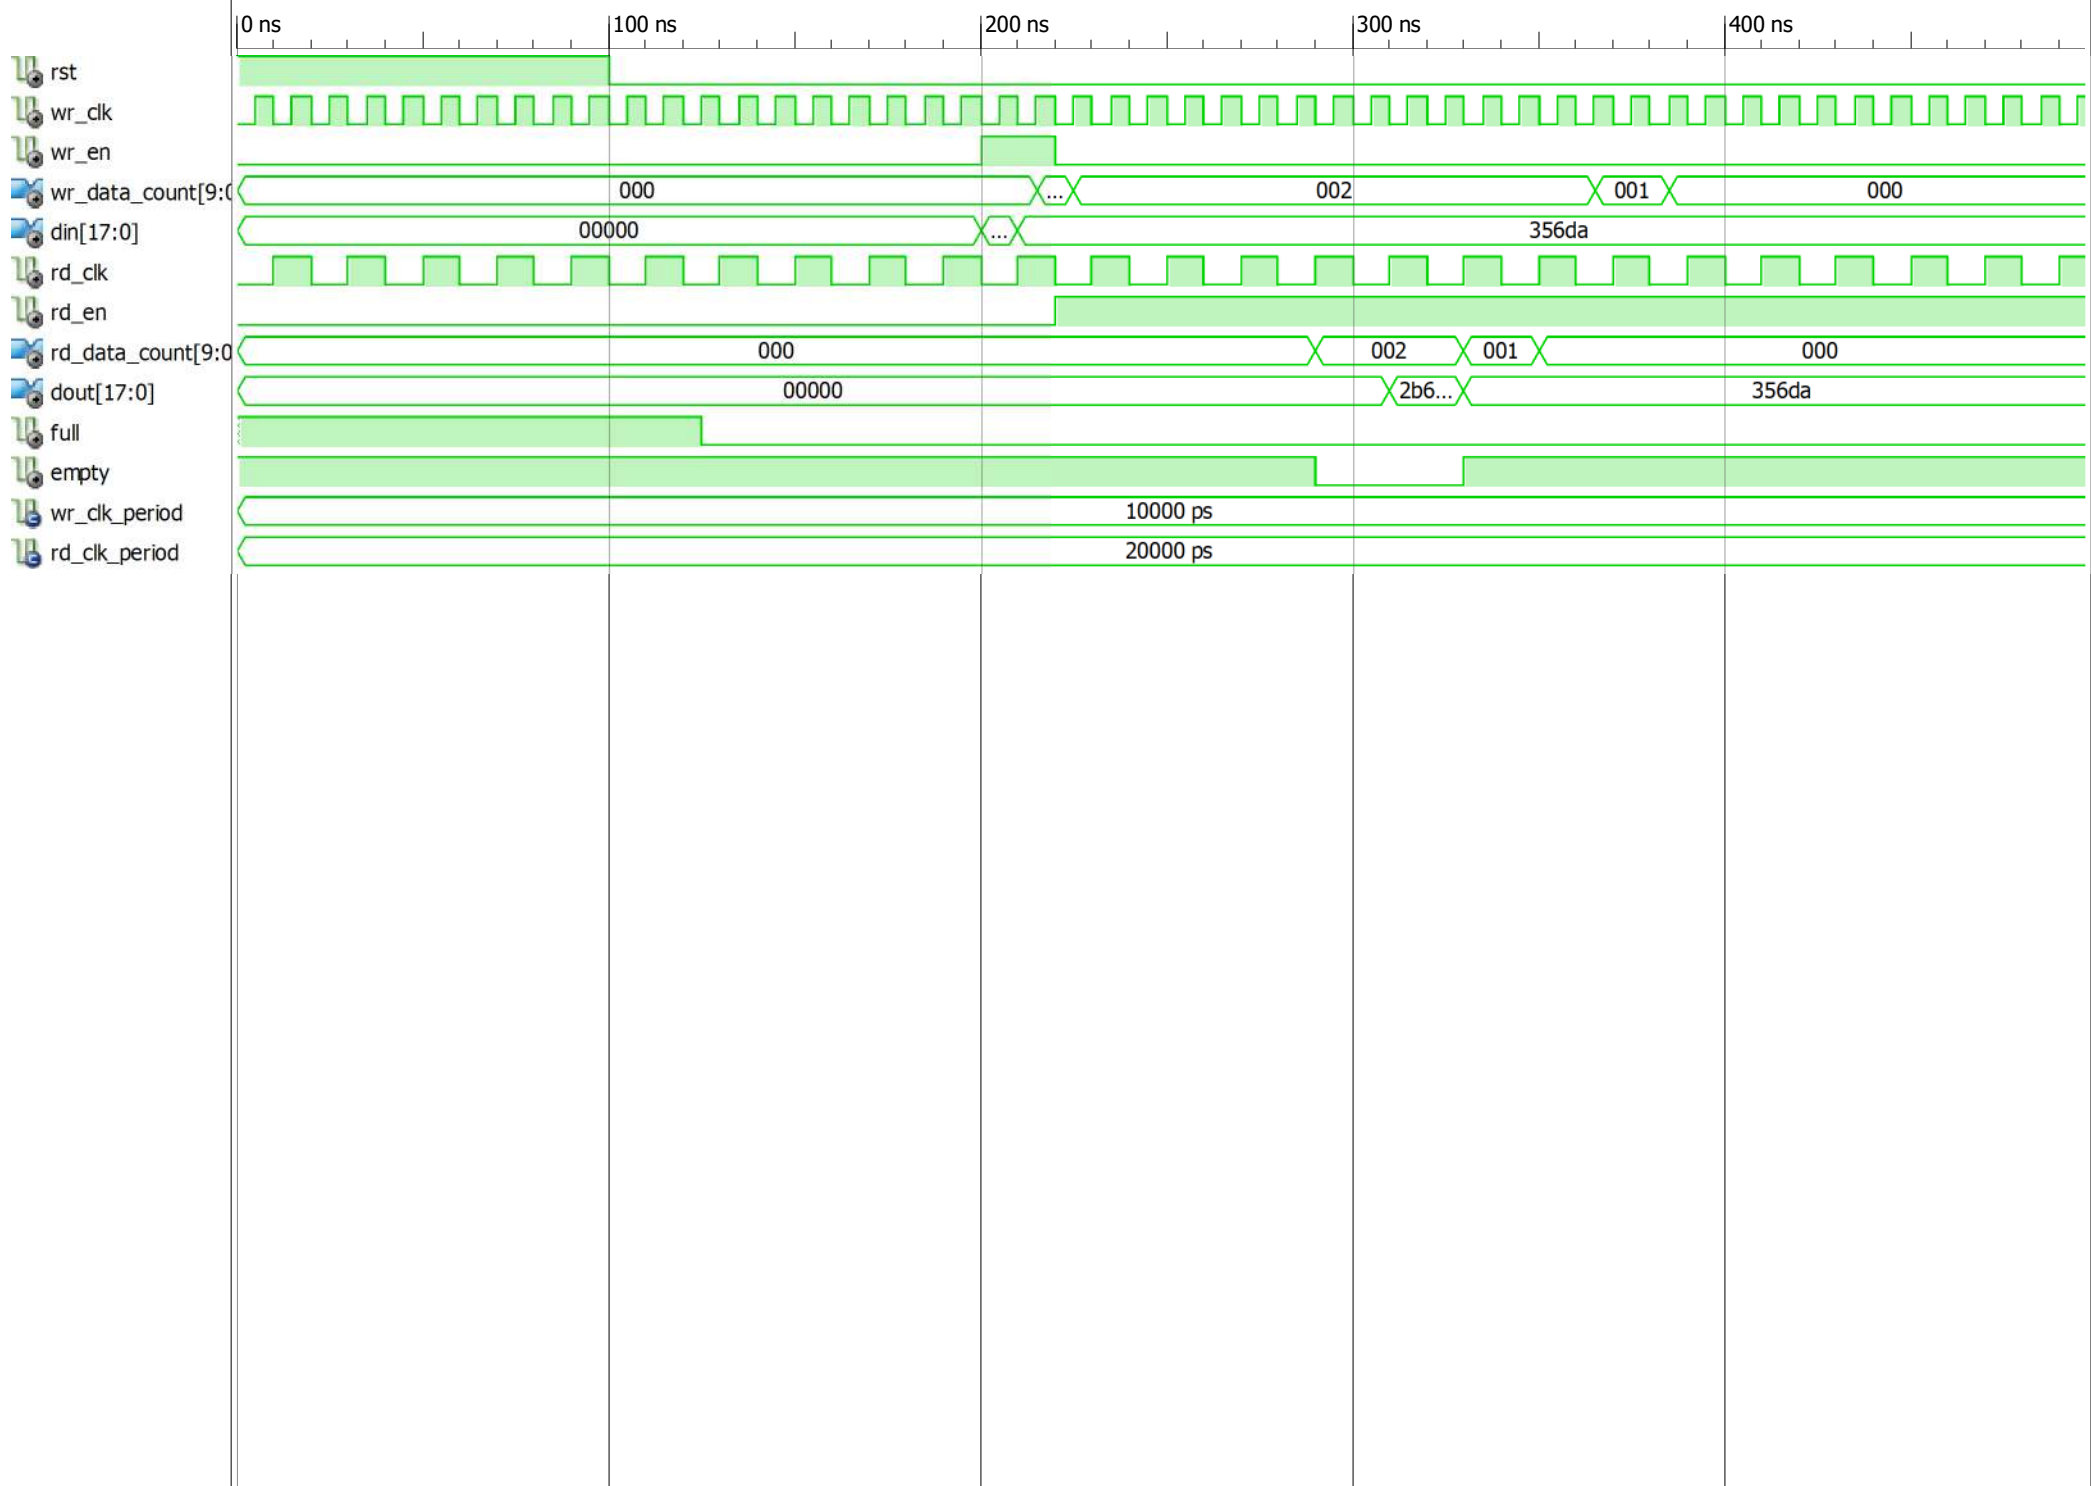 0 ns 100 ns 200 ns 300 ns 400 ns
rst
wr_clk
wr_en
wr_data_count[9:0 000 ... 002 001 000
din[17:0] 00000 ... 356da
rd_clk
rd_en
rd_data_count[9:0 000 002 001 000
dout[17:0] 00000 2b6... 356da
full
empty
wr_clk_period 10000 ps
rd_clk_period 20000 ps